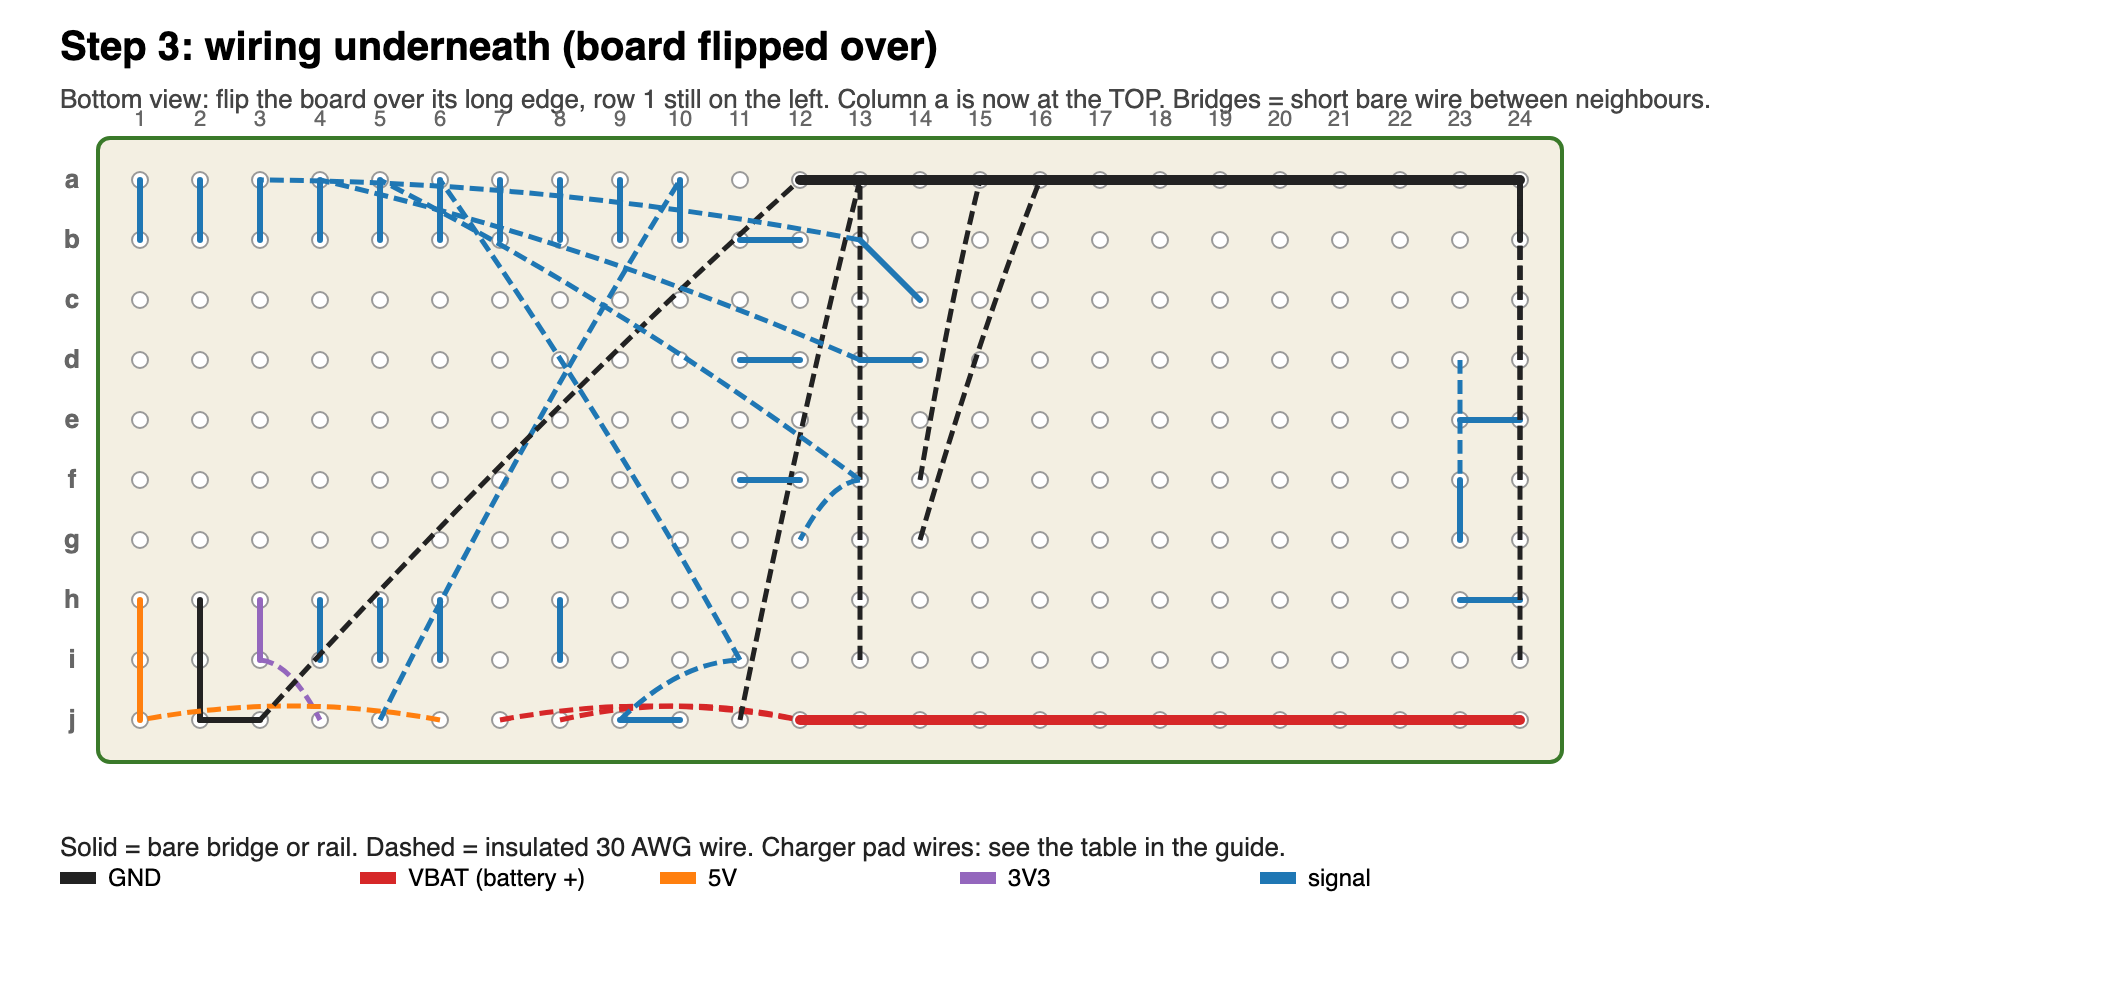 Step 3: wiring underneath (board flipped over)
Bottom view: flip the board over its long edge, row 1 still on the left. Column a is now at the TOP. Bridges = short bare wire between neighbours.
1 2 3 4 5 6 7 8 9 10 11 12 13 14 15 16 17 18 19 20 21 22 23 24
a
b
c
d
e
f
g
h
i
j
Solid = bare bridge or rail. Dashed = insulated 30 AWG wire. Charger pad wires: see the table in the guide.
GND VBAT (battery +) 5V 3V3 signal